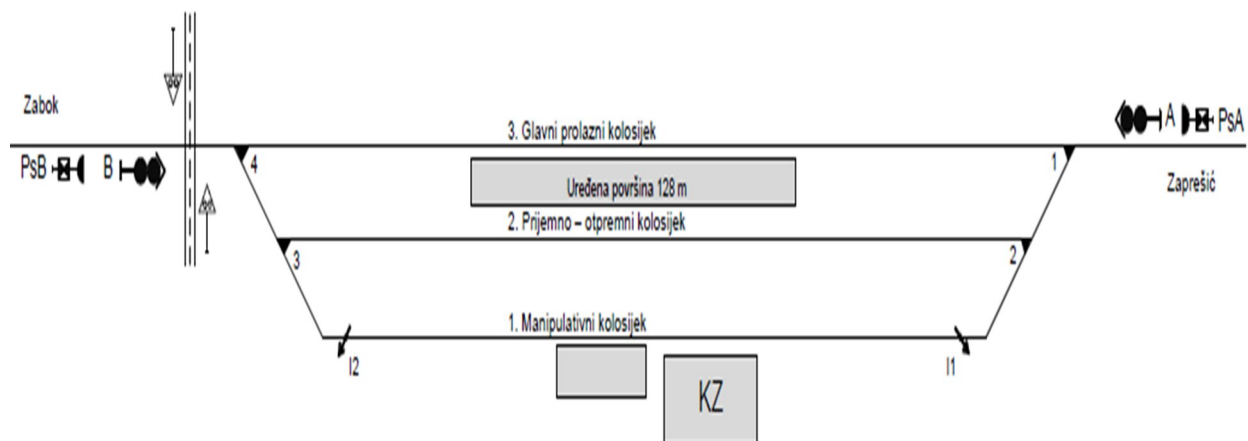 Zabok
3. Glavni prolazni kolosijek
A PsA
PsB B
4
1
Uređena površina 128 m
Zaprešić
2. Prijemno – otpremni kolosijek
3
2
1. Manipulativni kolosijek
I2
I1
KZ